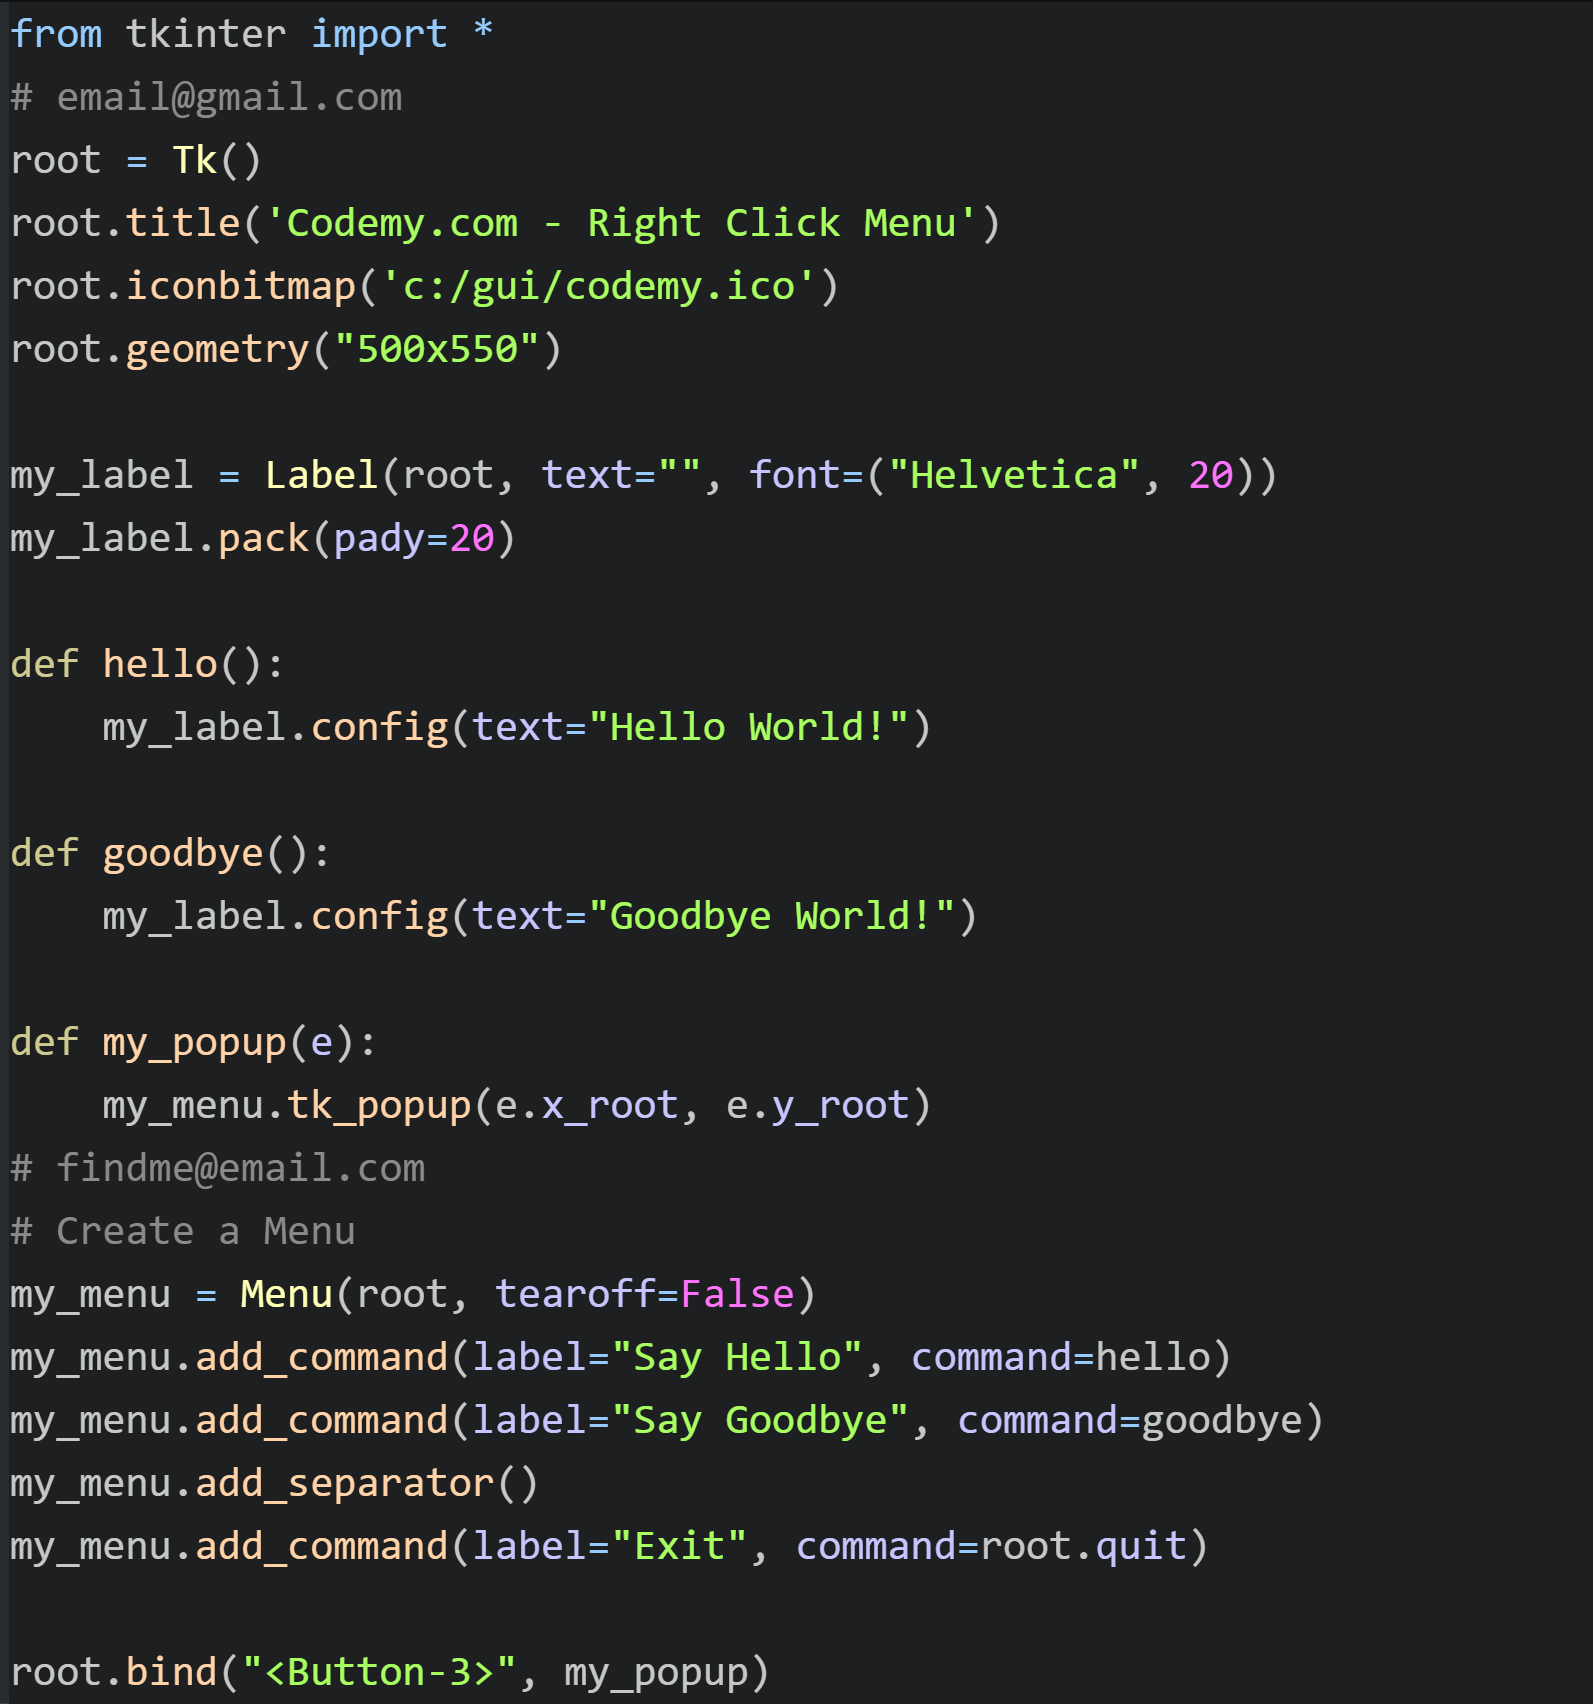 from tkinter import *
# email@gmail.com
root = Tk()
root.title('Codemy.com - Right Click Menu')
root.iconbitmap('c:/gui/codemy.ico')
root.geometry("500x550")

my_label = Label(root, text="", font=("Helvetica", 20))
my_label.pack(pady=20)

def hello():
    my_label.config(text="Hello World!")

def goodbye():
    my_label.config(text="Goodbye World!")

def my_popup(e):
    my_menu.tk_popup(e.x_root, e.y_root)
# findme@email.com
# Create a Menu
my_menu = Menu(root, tearoff=False)
my_menu.add_command(label="Say Hello", command=hello)
my_menu.add_command(label="Say Goodbye", command=goodbye)
my_menu.add_separator()
my_menu.add_command(label="Exit", command=root.quit)

root.bind("<Button-3>", my_popup)